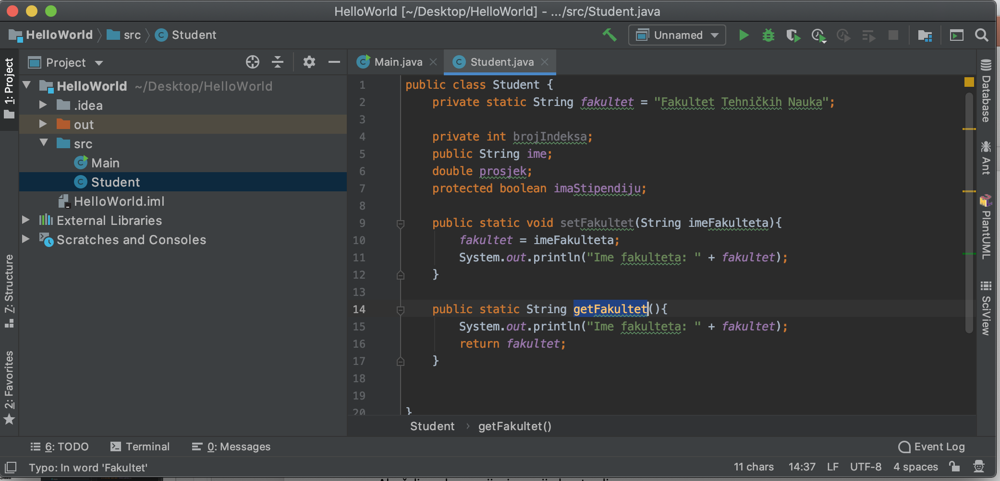 HelloWorld [~/Desktop/HelloWorld] - .../src/Student.java
HelloWorld src Student
Unnamed
1: Project
Project
Main.java
Student.java
HelloWorld ~/Desktop/HelloWorld
.idea
out
src
Main
Student
HelloWorld.iml
External Libraries
Scratches and Consoles
7: Structure
2: Favorites
1 public class Student {
2 private static String fakultet = "Fakultet Tehničkih Nauka";
3
4 private int brojIndeksa;
5 public String ime;
6 double prosjek;
7 protected boolean imaStipendiju;
8
9 public static void setFakultet(String imeFakulteta){
10 fakultet = imeFakulteta;
11 System.out.println("Ime fakulteta: " + fakultet);
12 }
13
14 public static String getFakultet(){
15 System.out.println("Ime fakulteta: " + fakultet);
16 return fakultet;
17 }
18
19
20 }
Student › getFakultet()
Database
Ant
PlantUML
SciView
6: TODO
Terminal
0: Messages
Event Log
Typo: In word 'Fakultet'
11 chars 14:37 LF UTF-8 4 spaces